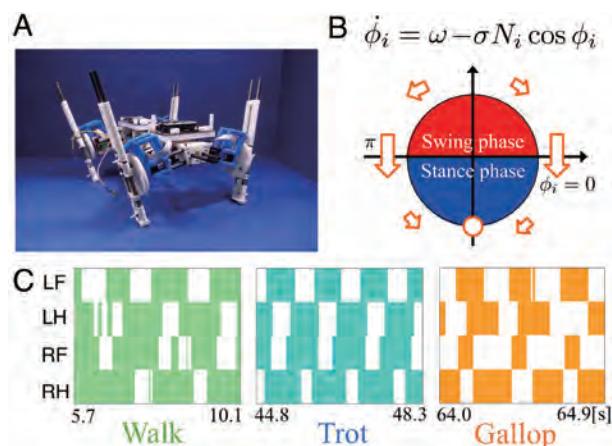 A
B
φ̇ᵢ = ω − σNᵢ cos φᵢ
Swing phase
π
Stance phase
φᵢ = 0
C
LF
LH
RF
RH
5.7 10.1 44.8 48.3 64.0 64.9[s]
Walk Trot Gallop